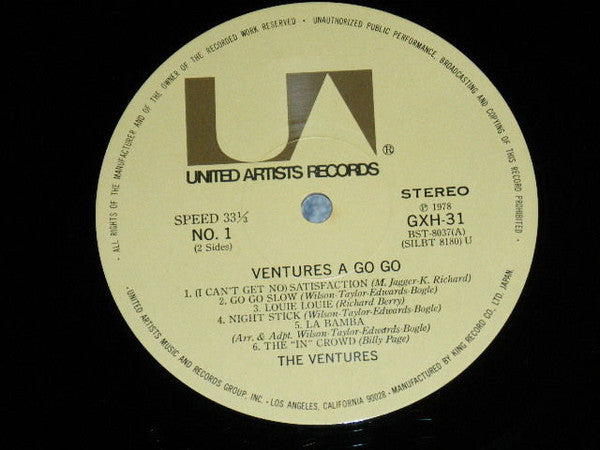 · ALL RIGHTS OF THE MANUFACTURER AND OF THE OWNER OF THE RECORDED WORK RESERVED · UNAUTHORIZED PUBLIC PERFORMANCE, BROADCASTING AND COPYING OF THIS RECORD PROHIBITED ·
UA ®
UNITED ARTISTS RECORDS
SPEED 33⅓
NO. 1
(2 Sides)
STEREO
℗ 1978
GXH-31
BST-8037(A)
(SILBT 8180) U
VENTURES A GO GO
1. (I CAN'T GET NO) SATISFACTION (M. Jagger-K. Richard)
2. GO GO SLOW (Wilson-Taylor-Edwards-Bogle)
3. LOUIE LOUIE (Richard Berry)
4. NIGHT STICK (Wilson-Taylor-Edwards-Bogle)
5. LA BAMBA
(Arr. & Adpt. Wilson-Taylor-Edwards-Bogle)
6. THE "IN" CROWD (Billy Page)
THE VENTURES
· UNITED ARTISTS MUSIC AND RECORDS GROUP, INC. · LOS ANGELES, CALIFORNIA 90028 · MANUFACTURED BY KING RECORD CO., LTD, JAPAN.